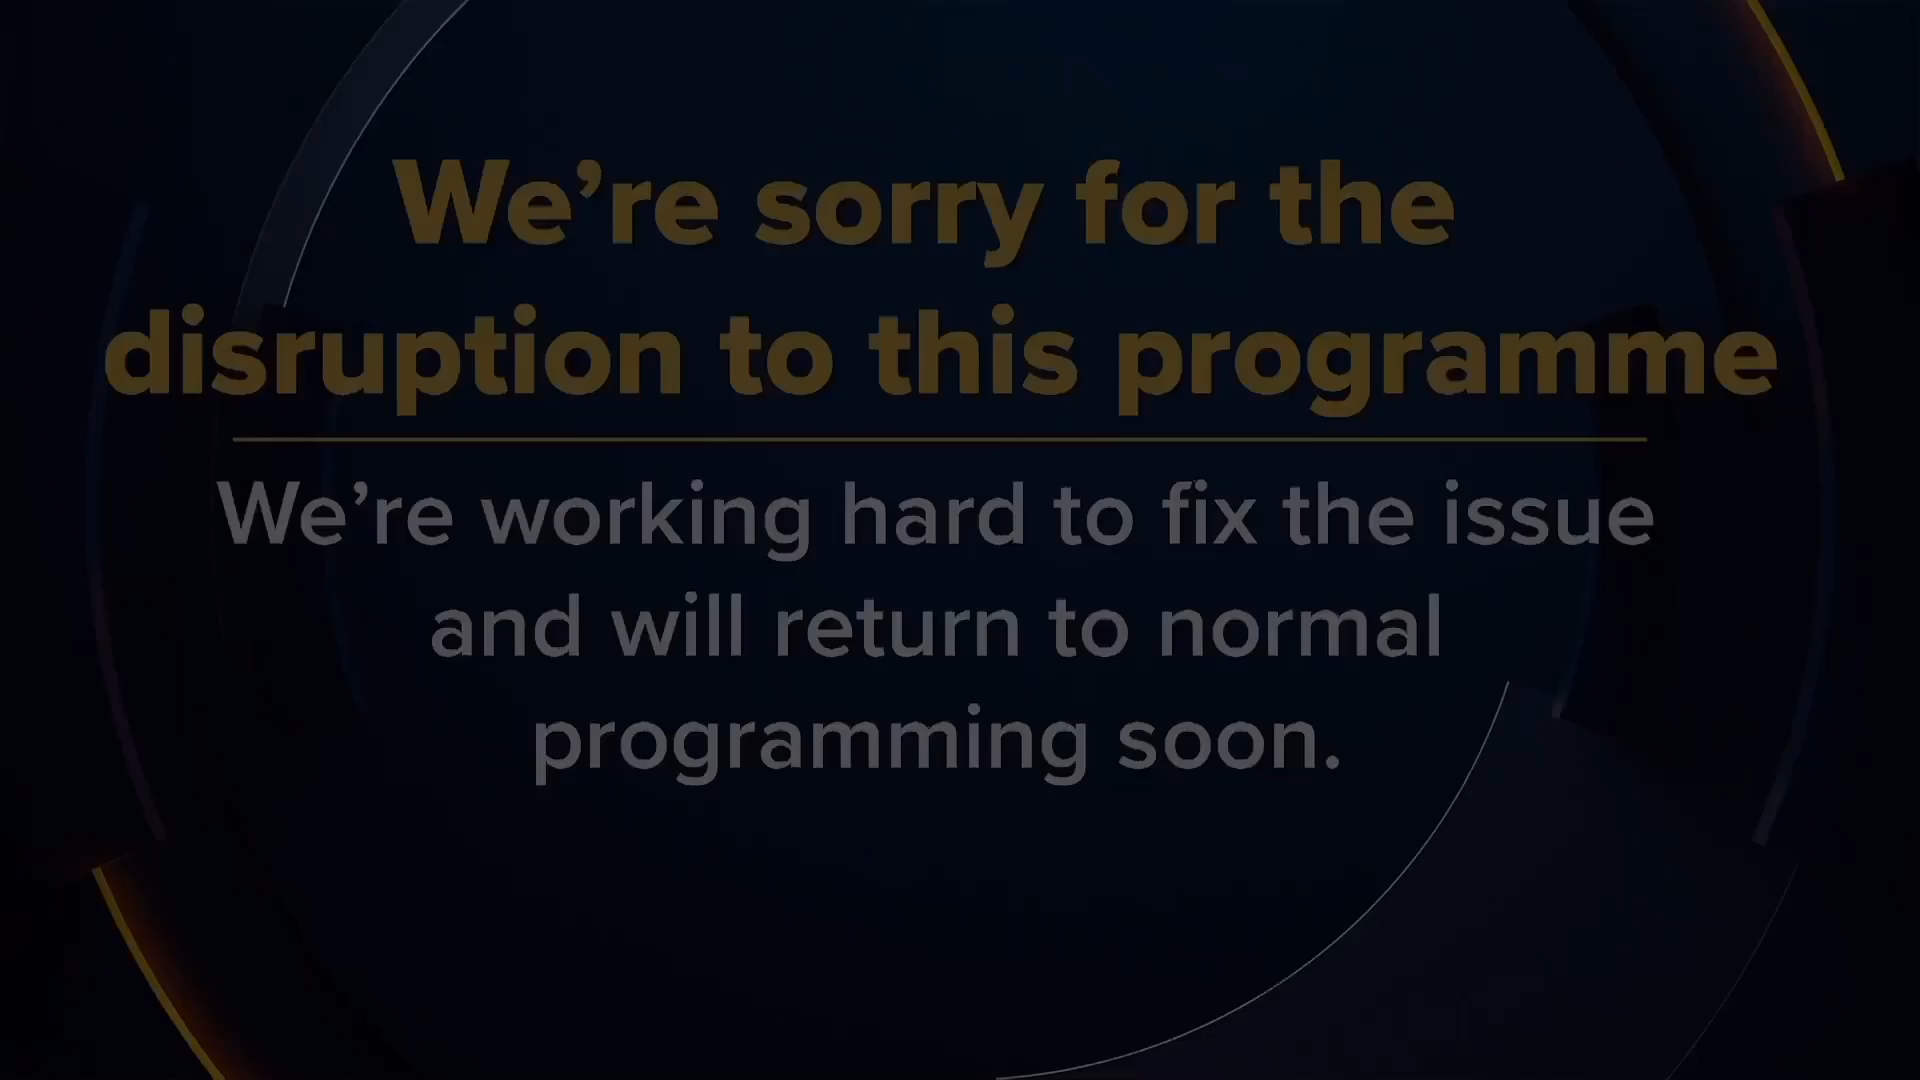 We’re sorry for the
disruption to this programme
We’re working hard to fix the issue
and will return to normal
programming soon.